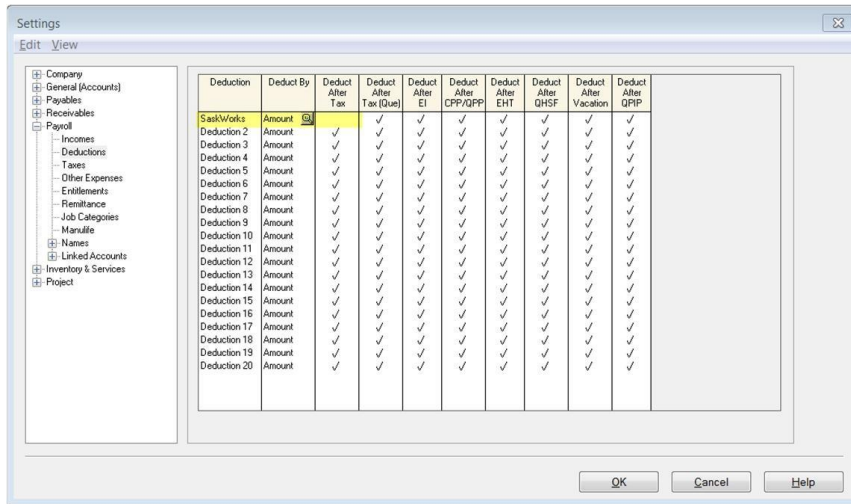 Settings
Edit View
Company
General (Accounts)
Payables
Receivables
Payroll
Incomes
Deductions
Taxes
Other Expenses
Entitlements
Remittance
Job Categories
Manulife
Names
Linked Accounts
Inventory & Services
Project
Deduction Deduct By Deduct After Tax Deduct After Tax (Que) Deduct After EI Deduct After CPP/QPP Deduct After EHT Deduct After QHSF Deduct After Vacation Deduct After QPIP
SaskWorks Amount
Deduction 2 Amount
Deduction 3 Amount
Deduction 4 Amount
Deduction 5 Amount
Deduction 6 Amount
Deduction 7 Amount
Deduction 8 Amount
Deduction 9 Amount
Deduction 10 Amount
Deduction 11 Amount
Deduction 12 Amount
Deduction 13 Amount
Deduction 14 Amount
Deduction 15 Amount
Deduction 16 Amount
Deduction 17 Amount
Deduction 18 Amount
Deduction 19 Amount
Deduction 20 Amount
OK Cancel Help